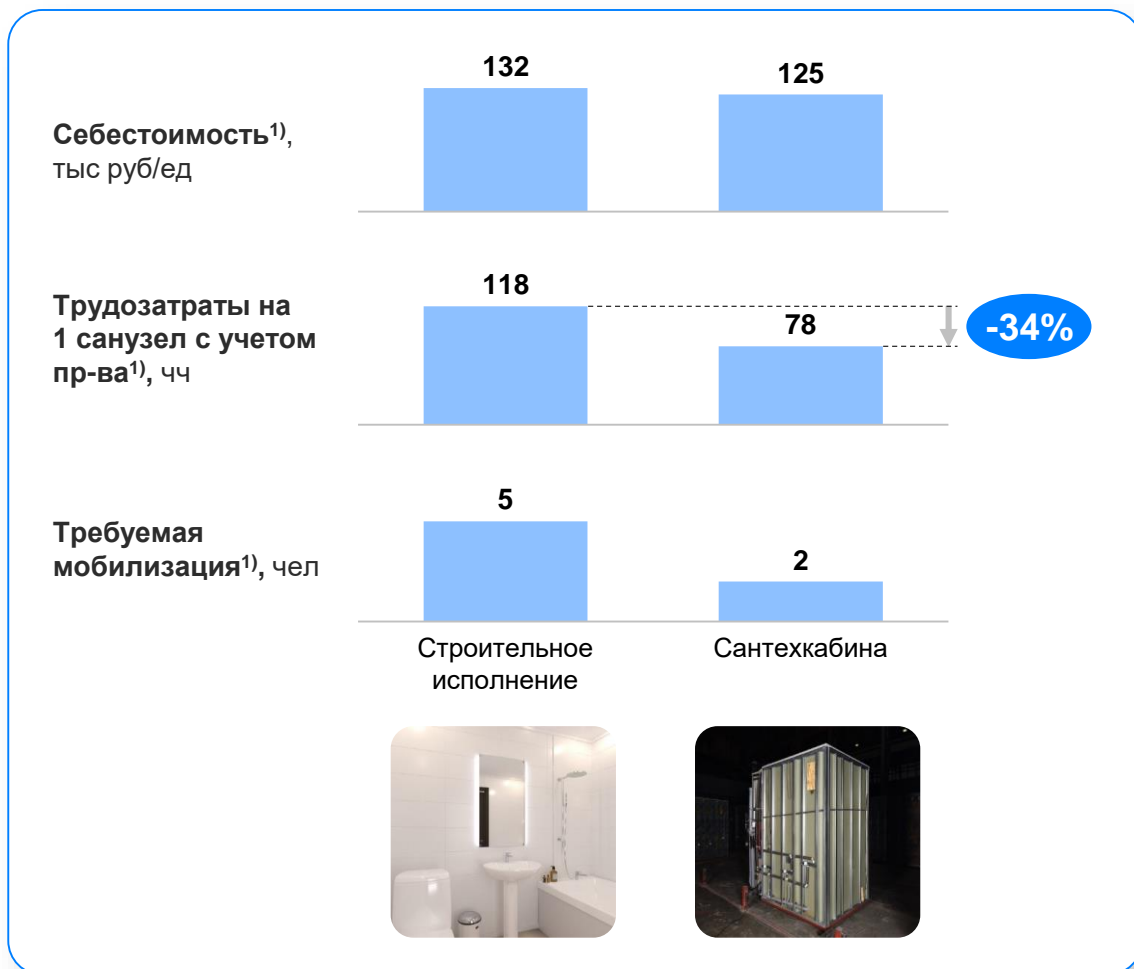 132
125
Себестоимость1),
тыс руб/ед
118
78
-34%
Трудозатраты на
1 санузел с учетом
пр-ва1), чч
5
2
Требуемая
мобилизация1), чел
Строительное
исполнение
Сантехкабина